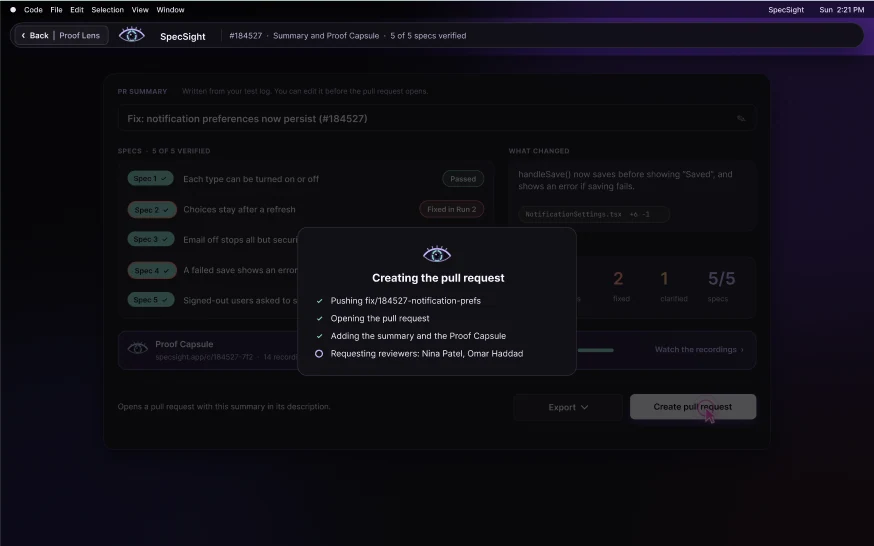 Code File Edit Selection View Window SpecSight Sun 2:21 PM
‹ Back | Proof Lens SpecSight #184527 · Summary and Proof Capsule · 5 of 5 specs verified
PR SUMMARY Written from your test log. You can edit it before the pull request opens.
Fix: notification preferences now persist (#184527)
SPECS · 5 OF 5 VERIFIED
Spec 1 ✓ Each type can be turned on or off Passed
Spec 2 ✓ Choices stay after a refresh Fixed in Run 2
Spec 3 ✓ Email off stops all but securi
Spec 4 ✓ A failed save shows an error
Spec 5 ✓ Signed-out users asked to s
WHAT CHANGED
handleSave() now saves before showing "Saved", and
shows an error if saving fails.
NotificationSettings.tsx +6 -1
2 1 5/5
s fixed clarified specs
Creating the pull request
✓ Pushing fix/184527-notification-prefs
✓ Opening the pull request
✓ Adding the summary and the Proof Capsule
Requesting reviewers: Nina Patel, Omar Haddad
Proof Capsule
specsight.app/c/184527-7f2 · 14 record
Watch the recordings ›
Opens a pull request with this summary in its description.
Export
Create pull request